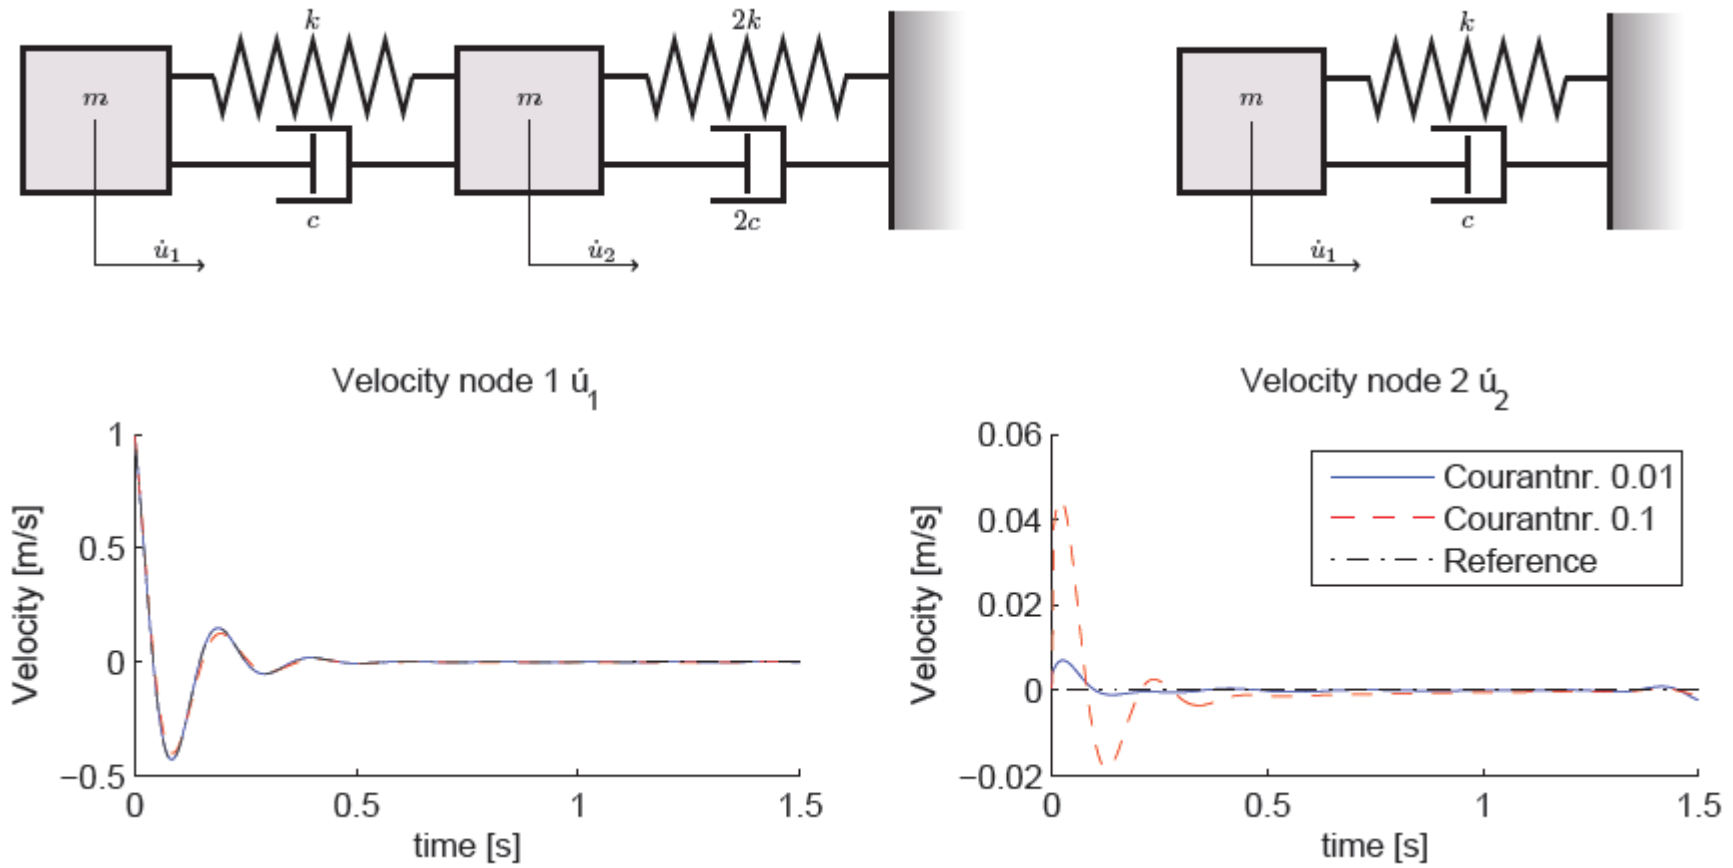 k 2k k
m m m
c 2c c
u̇₁ u̇₂ u̇₁
Velocity node 1 ú₁
1
0.5
0
−0.5
Velocity [m/s]
0 0.5 1 1.5
time [s]
Velocity node 2 ú₂
0.06
0.04
0.02
0
−0.02
Velocity [m/s]
Courantnr. 0.01
Courantnr. 0.1
Reference
0 0.5 1 1.5
time [s]